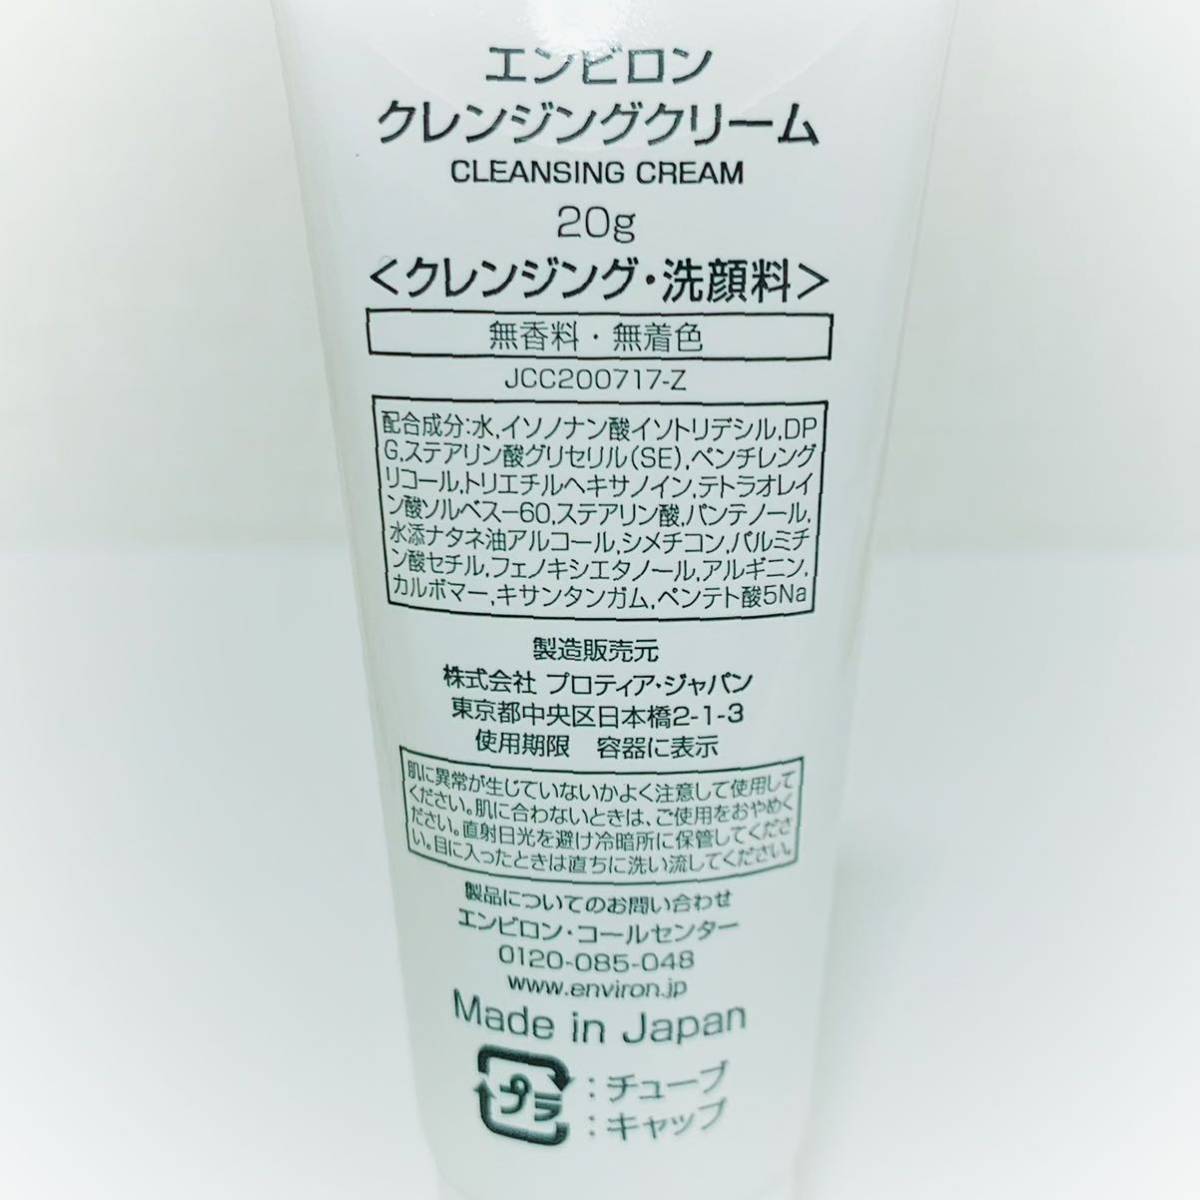 エンビロン
クレンジングクリーム
CLEANSING CREAM
20g
<クレンジング・洗顔料>
無香料・無着色
JCC200717-Z
配合成分:水,イソノナン酸イソトリデシル,DP
G,ステアリン酸グリセリル(SE),ペンチレング
リコール,トリエチルヘキサノイン,テトラオレイ
ン酸ソルベス-60,ステアリン酸,パンテノール,
水添ナタネ油アルコール,シメチコン,パルミチ
ン酸セチル,フェノキシエタノール,アルギニン,
カルボマー,キサンタンガム,ペンテト酸5Na
製造販売元
株式会社 プロティア・ジャパン
東京都中央区日本橋2-1-3
使用期限 容器に表示
肌に異常が生じていないかよく注意して使用して
ください。肌に合わないときは、ご使用をおやめく
ださい。直射日光を避け冷暗所に保管してくださ
い。目に入ったときは直ちに洗い流してください。
製品についてのお問い合わせ
エンビロン・コールセンター
0120-085-048
www.environ.jp
Made in Japan
プラ
:チューブ
:キャップ